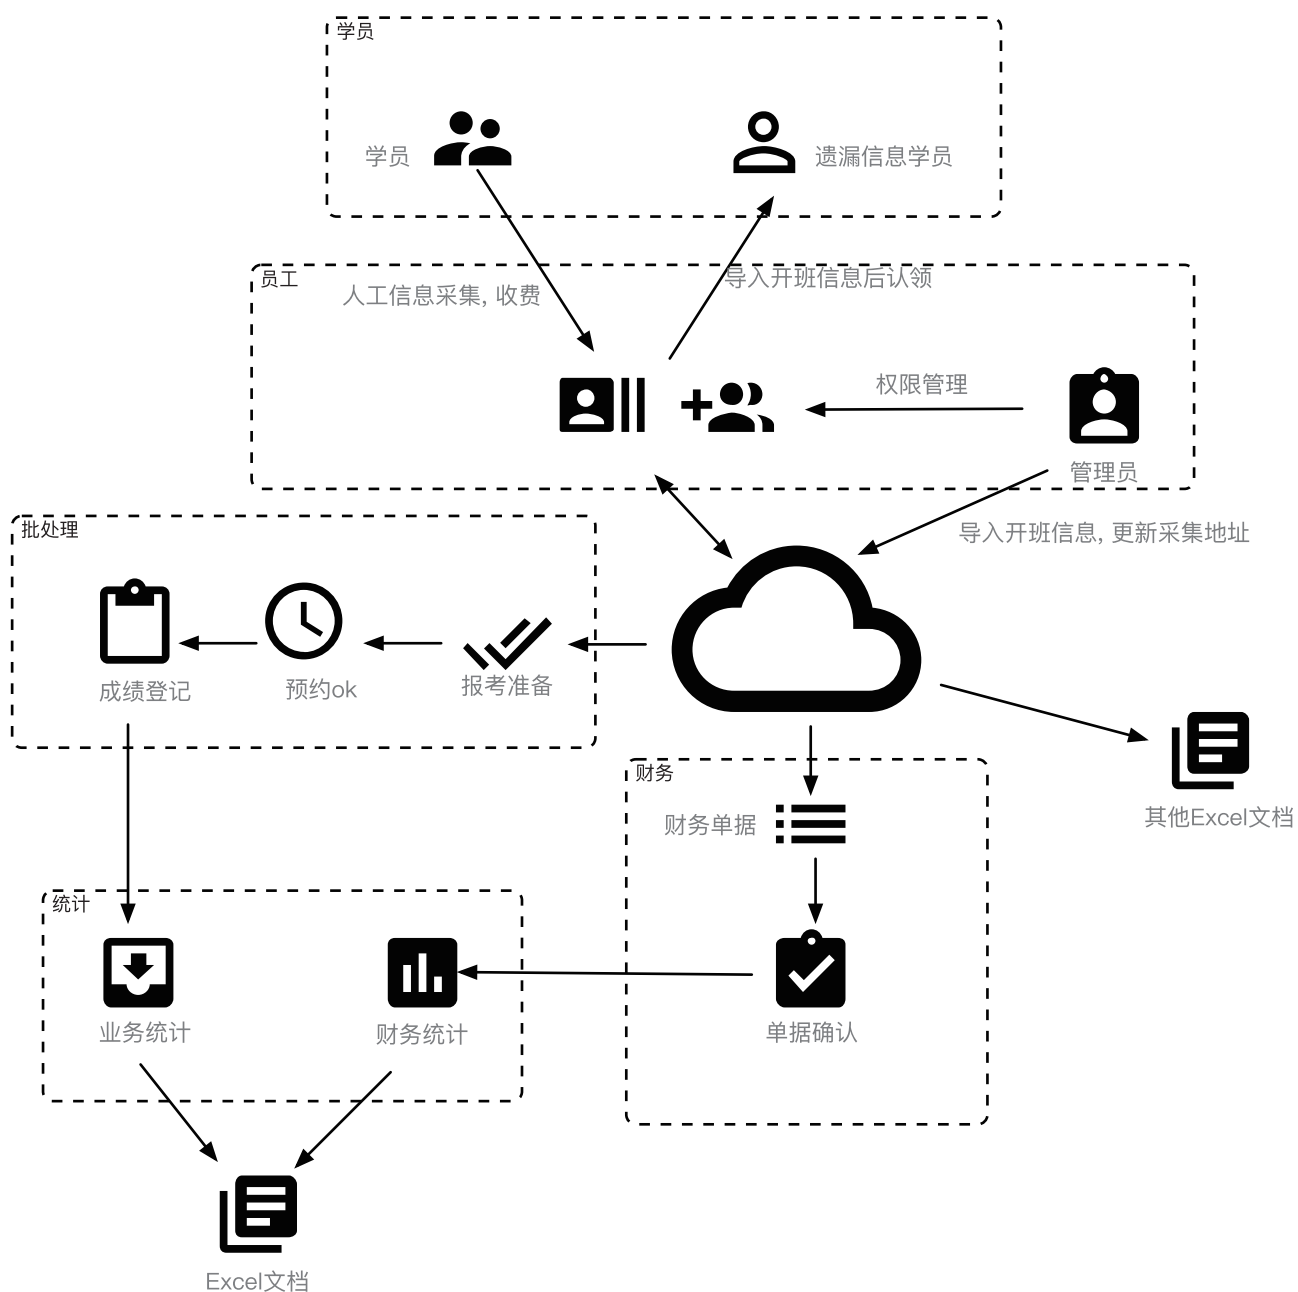 学员
学员
遗漏信息学员
员工
导入开班信息后认领
人工信息采集, 收费
权限管理
管理员
批处理
导入开班信息, 更新采集地址
成绩登记
预约ok
报考准备
财务
财务单据
其他Excel文档
统计
业务统计
财务统计
单据确认
Excel文档